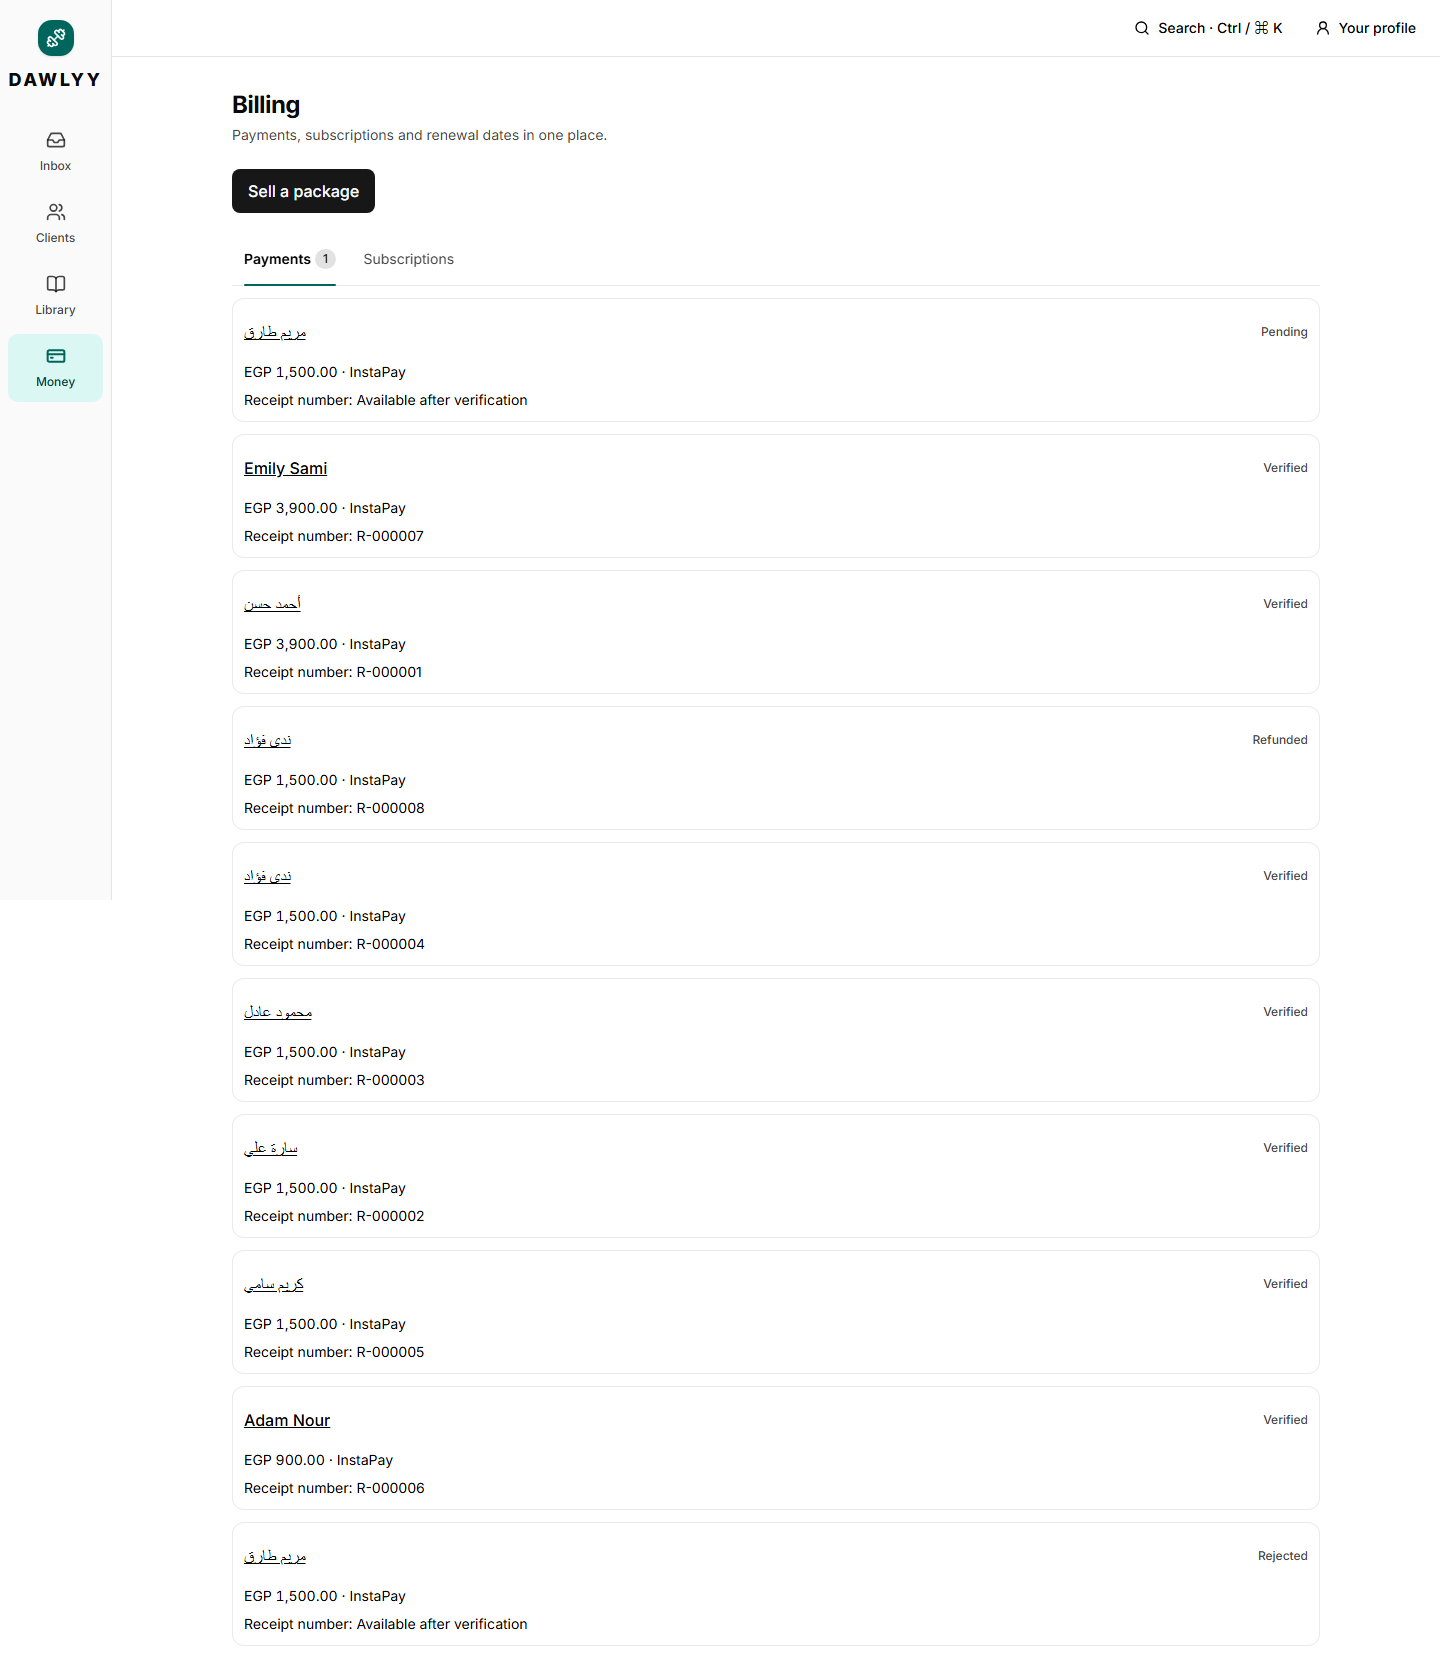 DAWLYY
Inbox
Clients
Library
Money
Search · Ctrl / ⌘ K
Your profile
Billing
Payments, subscriptions and renewal dates in one place.
Sell a package
Payments 1
Subscriptions
مريم طارق
Pending
EGP 1,500.00 · InstaPay
Receipt number: Available after verification
Emily Sami
Verified
EGP 3,900.00 · InstaPay
Receipt number: R-000007
أحمد حسن
Verified
EGP 3,900.00 · InstaPay
Receipt number: R-000001
ندى فؤاد
Refunded
EGP 1,500.00 · InstaPay
Receipt number: R-000008
ندى فؤاد
Verified
EGP 1,500.00 · InstaPay
Receipt number: R-000004
محمود عادل
Verified
EGP 1,500.00 · InstaPay
Receipt number: R-000003
سارة علي
Verified
EGP 1,500.00 · InstaPay
Receipt number: R-000002
كريم سامي
Verified
EGP 1,500.00 · InstaPay
Receipt number: R-000005
Adam Nour
Verified
EGP 900.00 · InstaPay
Receipt number: R-000006
مريم طارق
Rejected
EGP 1,500.00 · InstaPay
Receipt number: Available after verification